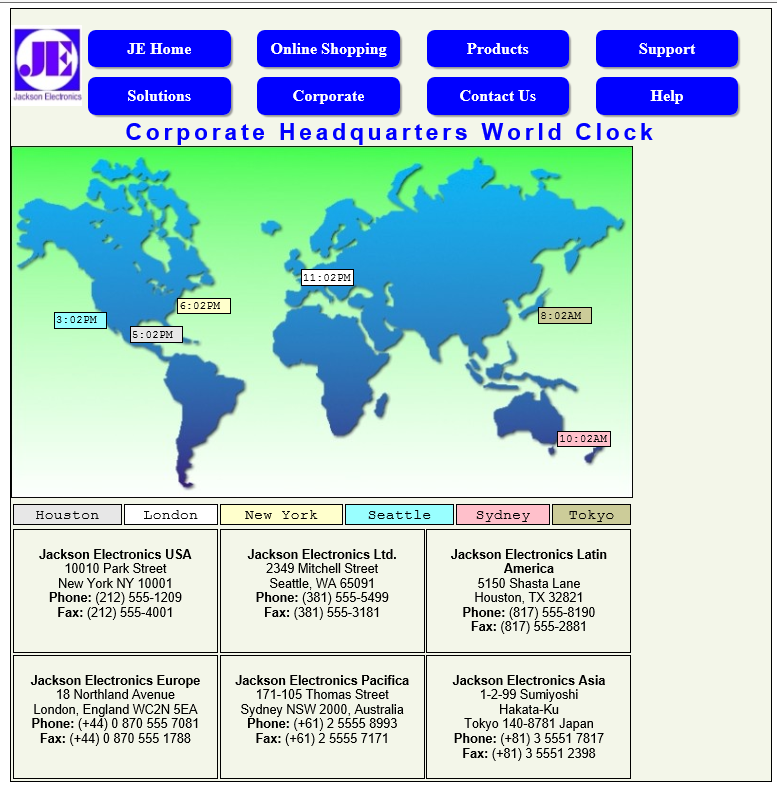 JE
Jackson Electronics
JE Home Online Shopping Products Support
Solutions Corporate Contact Us Help
Corporate Headquarters World Clock
11:02PM
6:02PM
8:02AM
3:02PM
5:02PM
10:02AM
Houston London New York Seattle Sydney Tokyo
Jackson Electronics USA
10010 Park Street
New York NY 10001
Phone: (212) 555-1209
Fax: (212) 555-4001
Jackson Electronics Ltd.
2349 Mitchell Street
Seattle, WA 65091
Phone: (381) 555-5499
Fax: (381) 555-3181
Jackson Electronics Latin
America
5150 Shasta Lane
Houston, TX 32821
Phone: (817) 555-8190
Fax: (817) 555-2881
Jackson Electronics Europe
18 Northland Avenue
London, England WC2N 5EA
Phone: (+44) 0 870 555 7081
Fax: (+44) 0 870 555 1788
Jackson Electronics Pacifica
171-105 Thomas Street
Sydney NSW 2000, Australia
Phone: (+61) 2 5555 8993
Fax: (+61) 2 5555 7171
Jackson Electronics Asia
1-2-99 Sumiyoshi
Hakata-Ku
Tokyo 140-8781 Japan
Phone: (+81) 3 5551 7817
Fax: (+81) 3 5551 2398